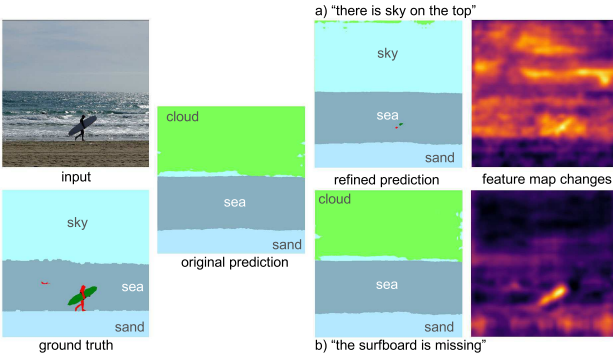 a) “there is sky on the top”
input
sky
sea
sand
ground truth
cloud
sea
sand
original prediction
sky
sea
sand
refined prediction
feature map changes
cloud
sea
sand
b) “the surfboard is missing”